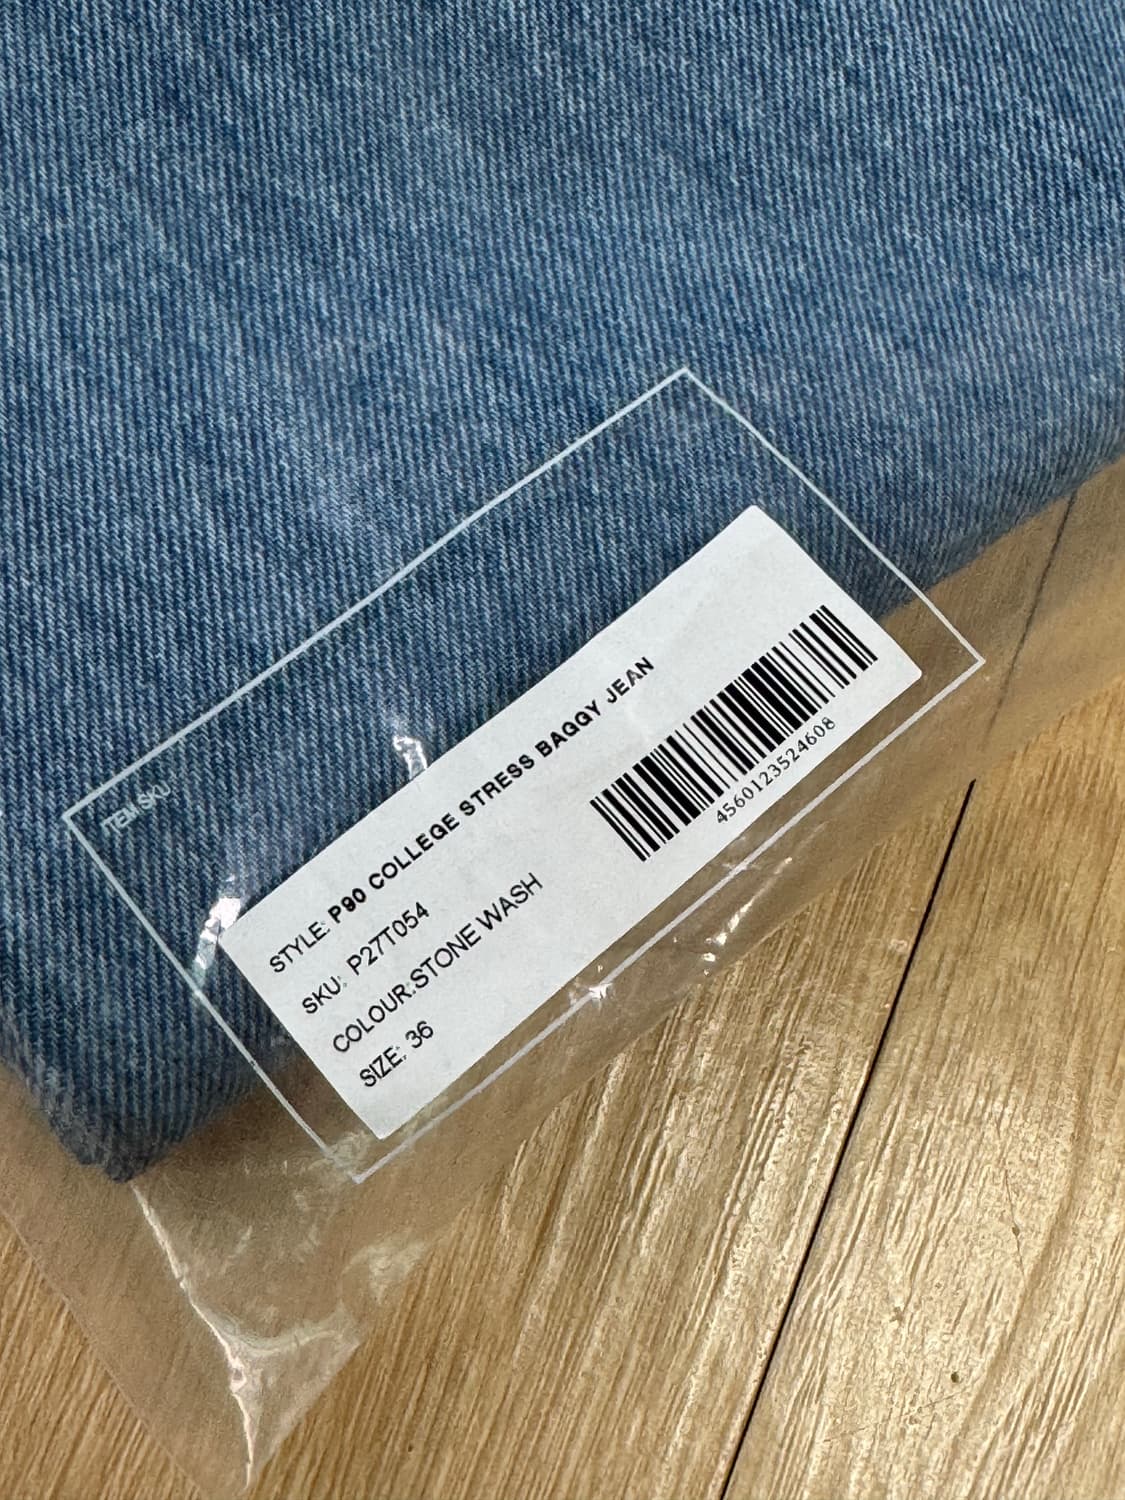 ITEM SKU
STYLE: P90 COLLEGE STRESS BAGGY JEAN
SKU: P27T054
COLOUR:STONE WASH
SIZE: 36
4560123524608